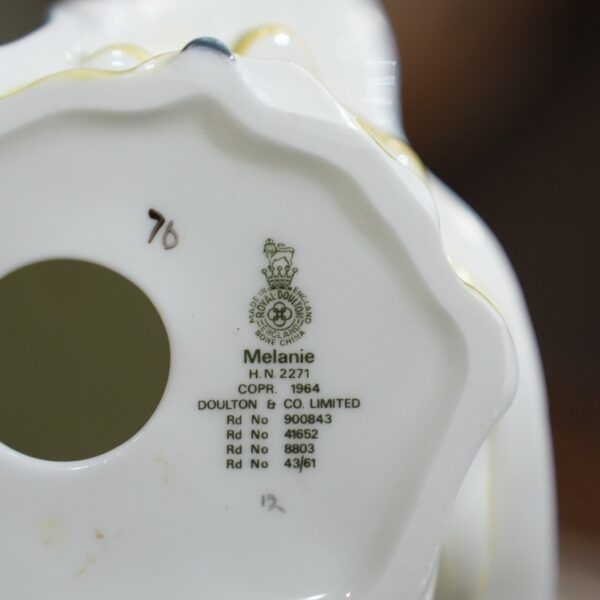 76
MADE IN ENGLAND
ROYAL DOULTON
ENGLAND
BONE CHINA
Melanie
H.N. 2271
COPR. 1964
DOULTON & CO. LIMITED
Rd No 900843
Rd No 41652
Rd No 8803
Rd No 43/61
12